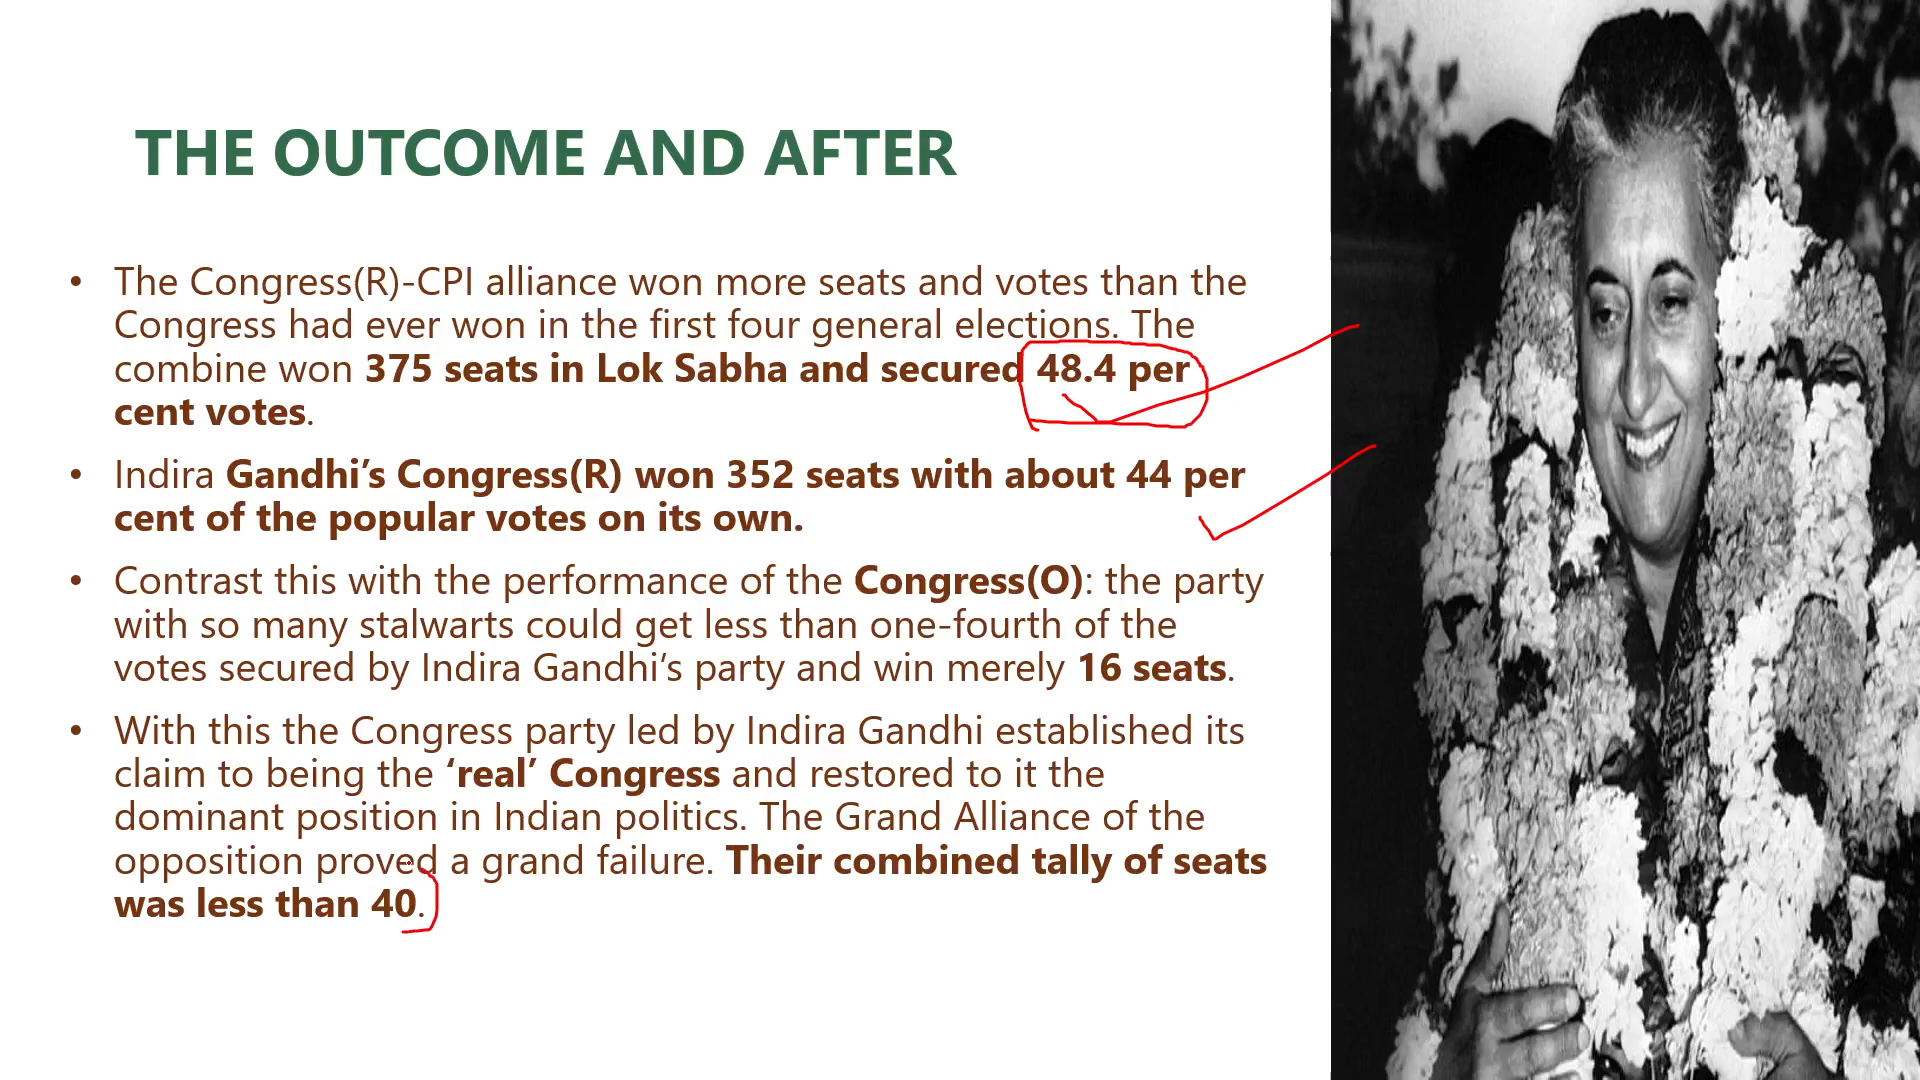 THE OUTCOME AND AFTER
• The Congress(R)-CPI alliance won more seats and votes than the
Congress had ever won in the first four general elections. The
combine won 375 seats in Lok Sabha and secured 48.4 per
cent votes.
• Indira Gandhi’s Congress(R) won 352 seats with about 44 per
cent of the popular votes on its own.
• Contrast this with the performance of the Congress(O): the party
with so many stalwarts could get less than one-fourth of the
votes secured by Indira Gandhi’s party and win merely 16 seats.
• With this the Congress party led by Indira Gandhi established its
claim to being the ‘real’ Congress and restored to it the
dominant position in Indian politics. The Grand Alliance of the
opposition proved a grand failure. Their combined tally of seats
was less than 40.